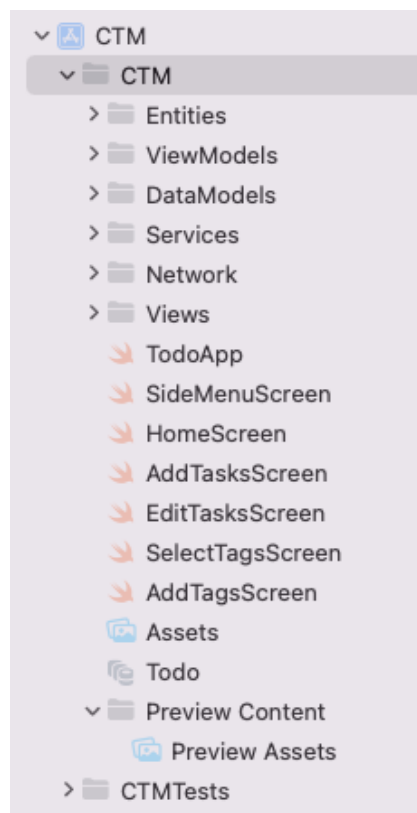 CTM
CTM
Entities
ViewModels
DataModels
Services
Network
Views
TodoApp
SideMenuScreen
HomeScreen
AddTasksScreen
EditTasksScreen
SelectTagsScreen
AddTagsScreen
Assets
Todo
Preview Content
Preview Assets
CTMTests